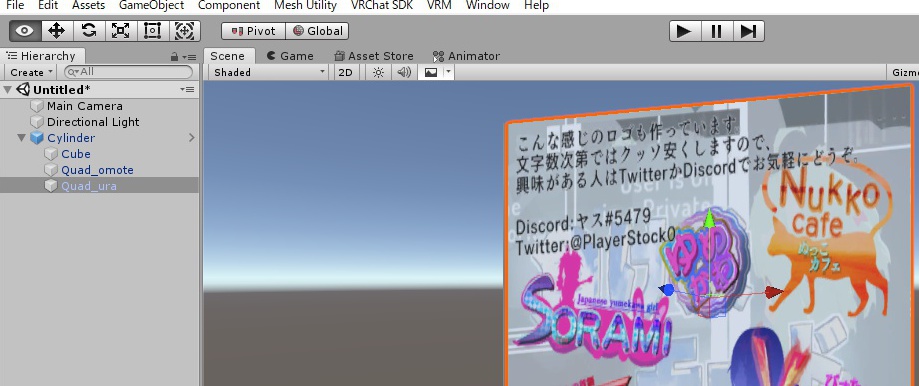 File Edit Assets GameObject Component Mesh Utility VRChat SDK VRM Window Help
Pivot Global
Hierarchy
Create All
Untitled*
Main Camera
Directional Light
Cylinder
Cube
Quad_omote
Quad_ura
Scene Game Asset Store Animator
Shaded 2D Gizm
こんな感じのロゴも作っています
文字数次第ではクッソ安くしますので、
興味がある人はTwitterかDiscordでお気軽にどうぞ。
Discord:ヤス#5479
Twitter:@PlayerStock0
Nukko
cafe
ぬっこ
カフェ
Japanese yumekawa girl
SORAMI